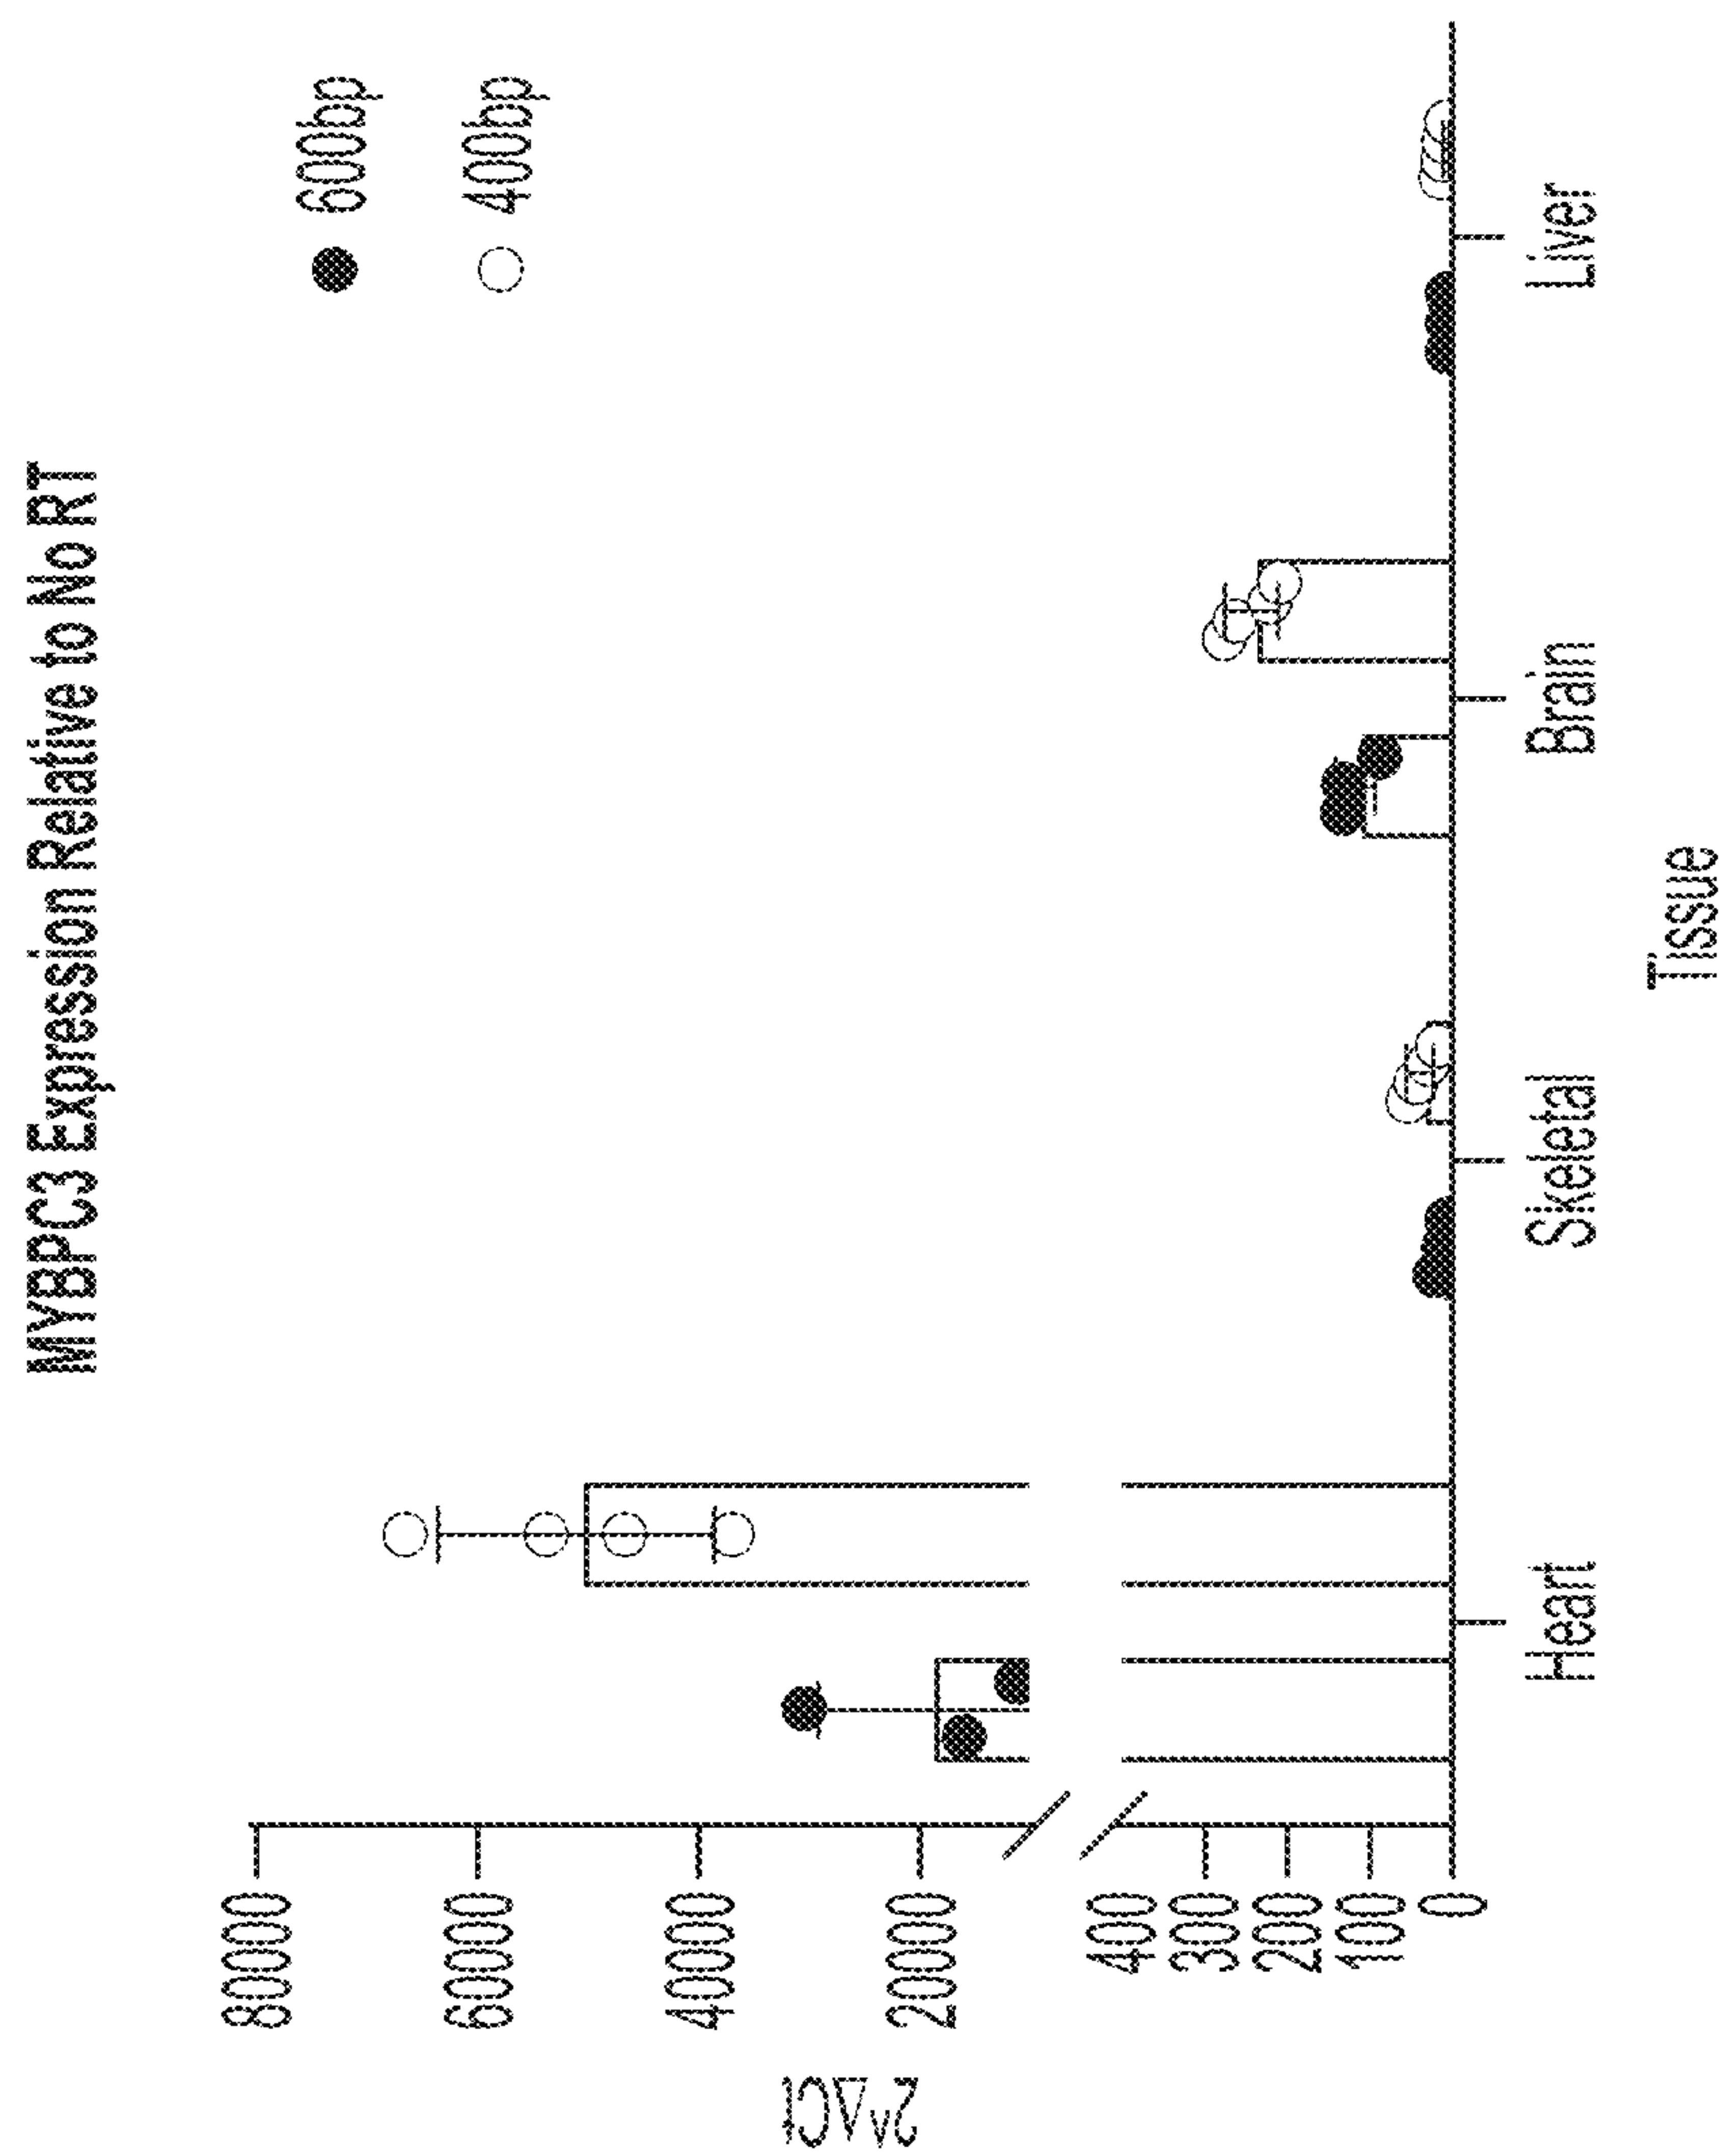 MYBPC3 Expression Relative to No RT
600bp
400bp
2^ΔCt
80000
60000
40000
20000
400
300
200
100
0
Heart
Skeletal
Brain
Liver
Tissue